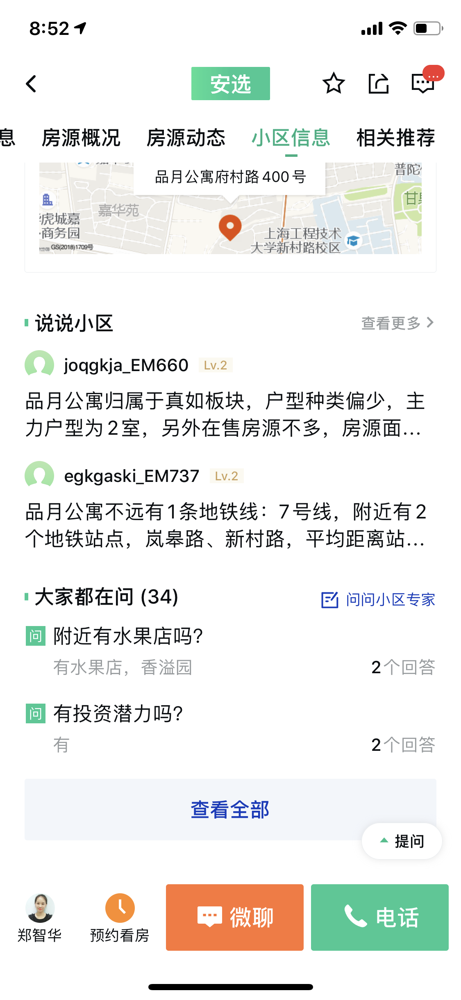 8:52
安选
息 房源概况 房源动态 小区信息 相关推荐
品月公寓府村路400号
普陀
甘泉
嘉华苑
虎城嘉
商务园
上海工程技术
大学新村路校区
GS(2018)1709号
说说小区
查看更多
joqgkja_EM660 Lv.2
品月公寓归属于真如板块，户型种类偏少，主
力户型为2室，另外在售房源不多，房源面...
egkgaski_EM737 Lv.2
品月公寓不远有1条地铁线：7号线，附近有2
个地铁站点，岚皋路、新村路，平均距离站...
大家都在问 (34)
问问小区专家
问 附近有水果店吗?
有水果店，香溢园 2个回答
问 有投资潜力吗?
有 2个回答
查看全部
提问
郑智华 预约看房 微聊 电话